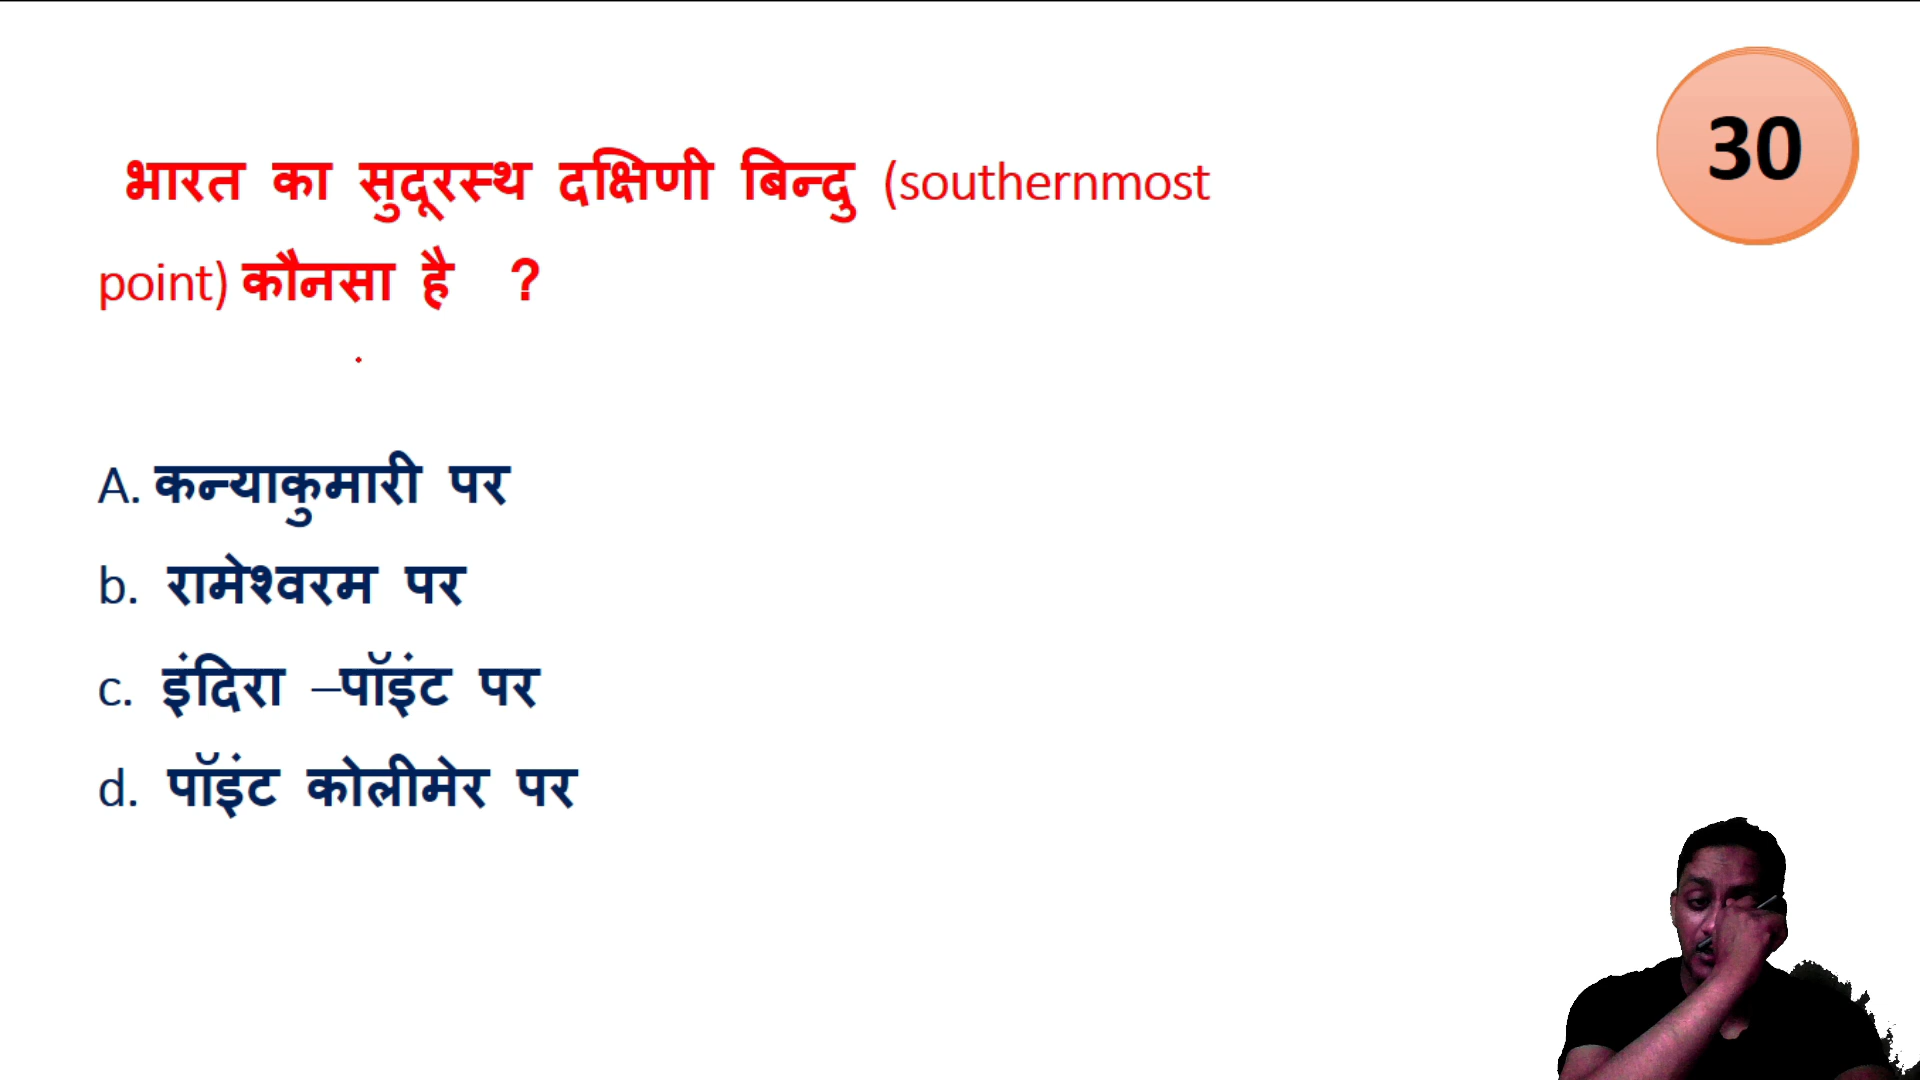 30
भारत का सुदूरस्थ दक्षिणी बिन्दु (southernmost
point) कौनसा है ?
A. कन्याकुमारी पर
b. रामेश्वरम पर
c. इंदिरा –पॉइंट पर
d. पॉइंट कोलीमेर पर